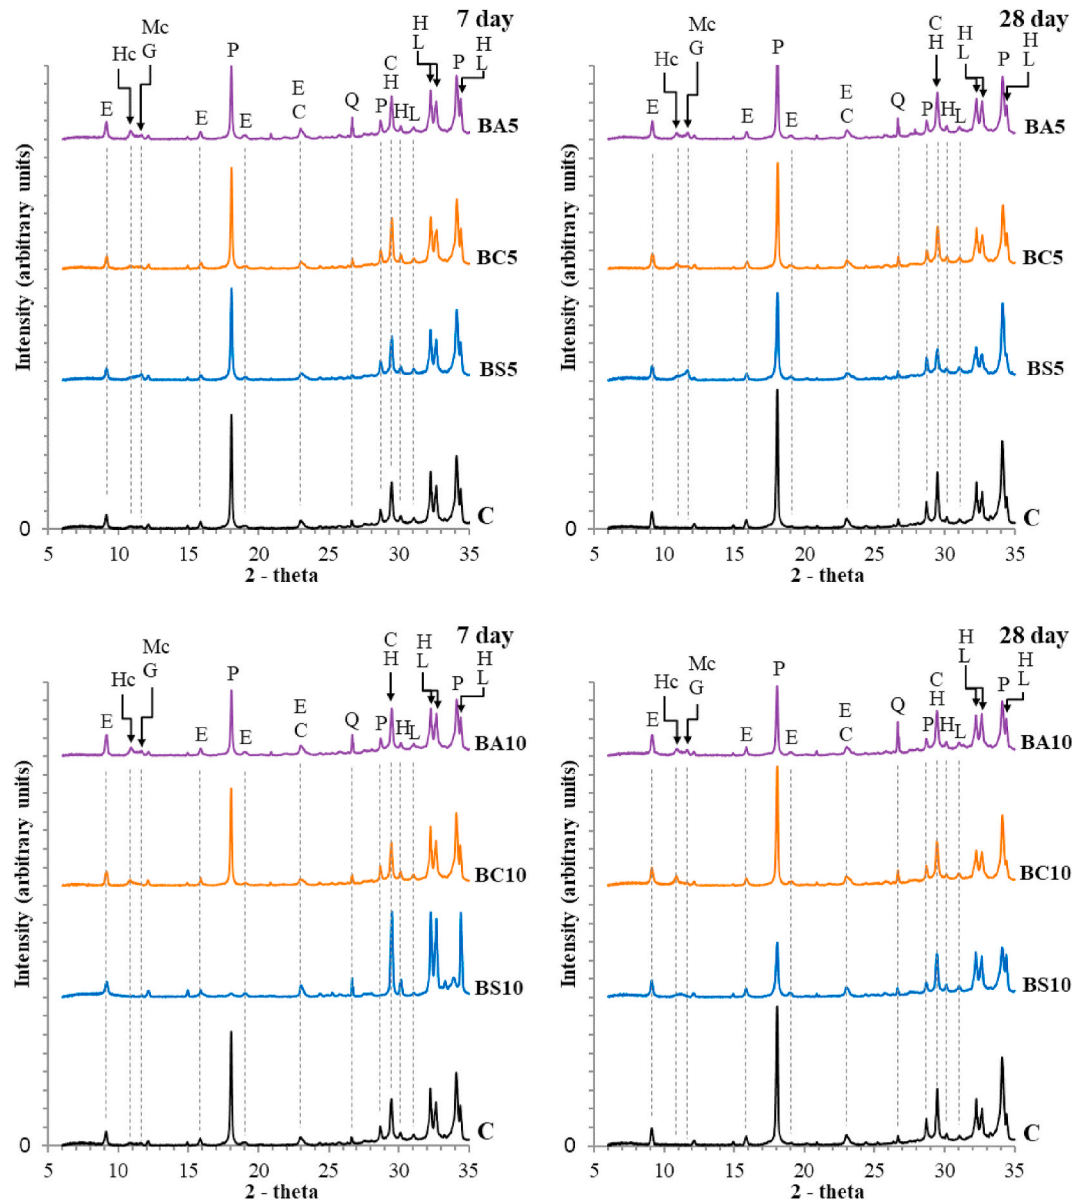 7 day
Hc
Mc
G
P
C
H
H
L
H
L
E
E
E
E
C
Q
P
H
L
P
BA5
BC5
BS5
C
Intensity (arbitrary units)
0
5 10 15 20 25 30 35
2 - theta
28 day
Hc
Mc
G
P
C
H
H
L
H
L
E
E
E
E
C
Q
P
H
L
P
BA5
BC5
BS5
C
Intensity (arbitrary units)
0
5 10 15 20 25 30 35
2 - theta
7 day
Hc
Mc
G
P
C
H
H
L
H
L
E
E
E
E
C
Q
P
H
L
P
BA10
BC10
BS10
C
Intensity (arbitrary units)
0
5 10 15 20 25 30 35
2 - theta
28 day
Hc
Mc
G
P
C
H
H
L
H
L
E
E
E
E
C
Q
P
H
L
P
BA10
BC10
BS10
C
Intensity (arbitrary units)
0
5 10 15 20 25 30 35
2 - theta